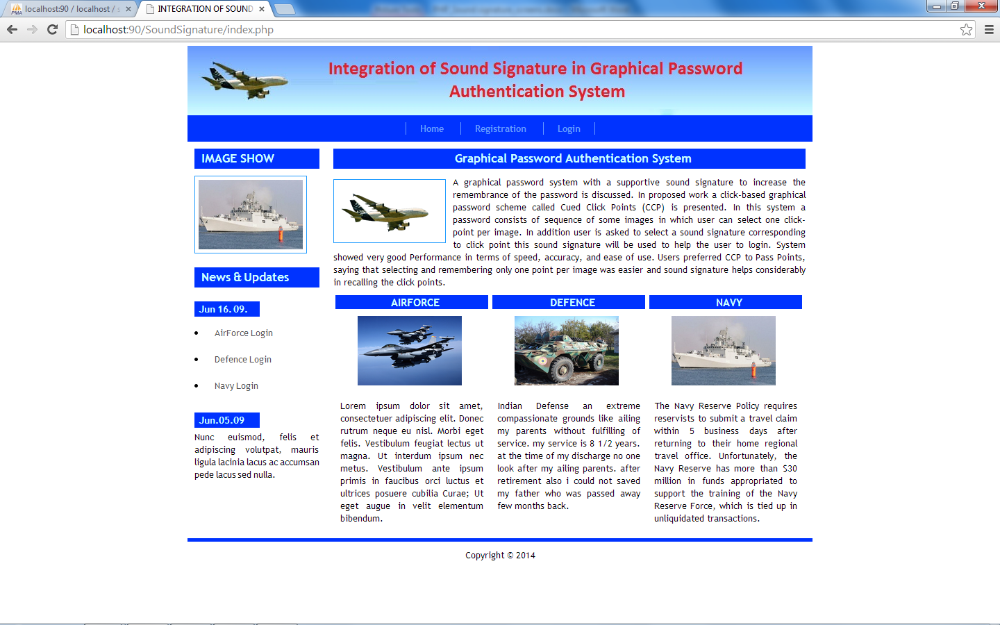 localhost:90 / localhost / s
INTEGRATION OF SOUND
localhost:90/SoundSignature/index.php
Integration of Sound Signature in Graphical Password
Authentication System
Home
Registration
Login
IMAGE SHOW
News & Updates
Jun 16. 09.
AirForce Login
Defence Login
Navy Login
Jun.05.09
Nunc euismod, felis et
adipiscing volutpat, mauris
ligula lacinia lacus ac accumsan
pede lacus sed nulla.
Graphical Password Authentication System
A graphical password system with a supportive sound signature to increase the
remembrance of the password is discussed. In proposed work a click-based graphical
password scheme called Cued Click Points (CCP) is presented. In this system a
password consists of sequence of some images in which user can select one click-
point per image. In addition user is asked to select a sound signature corresponding
to click point this sound signature will be used to help the user to login. System
showed very good Performance in terms of speed, accuracy, and ease of use. Users preferred CCP to Pass Points,
saying that selecting and remembering only one point per image was easier and sound signature helps considerably
in recalling the click points.
AIRFORCE
Lorem ipsum dolor sit amet,
consectetuer adipiscing elit. Donec
rutrum neque eu nisl. Morbi eget
felis. Vestibulum feugiat lectus ut
magna. Ut interdum ipsum nec
metus. Vestibulum ante ipsum
primis in faucibus orci luctus et
ultrices posuere cubilia Curae; Ut
eget augue in velit elementum
bibendum.
DEFENCE
Indian Defense an extreme
compassionate grounds like ailing
my parents without fulfilling of
service. my service is 8 1/2 years.
at the time of my discharge no one
look after my ailing parents. after
retirement also i could not saved
my father who was passed away
few months back.
NAVY
The Navy Reserve Policy requires
reservists to submit a travel claim
within 5 business days after
returning to their home regional
travel office. Unfortunately, the
Navy Reserve has more than $30
million in funds appropriated to
support the training of the Navy
Reserve Force, which is tied up in
unliquidated transactions.
Copyright © 2014